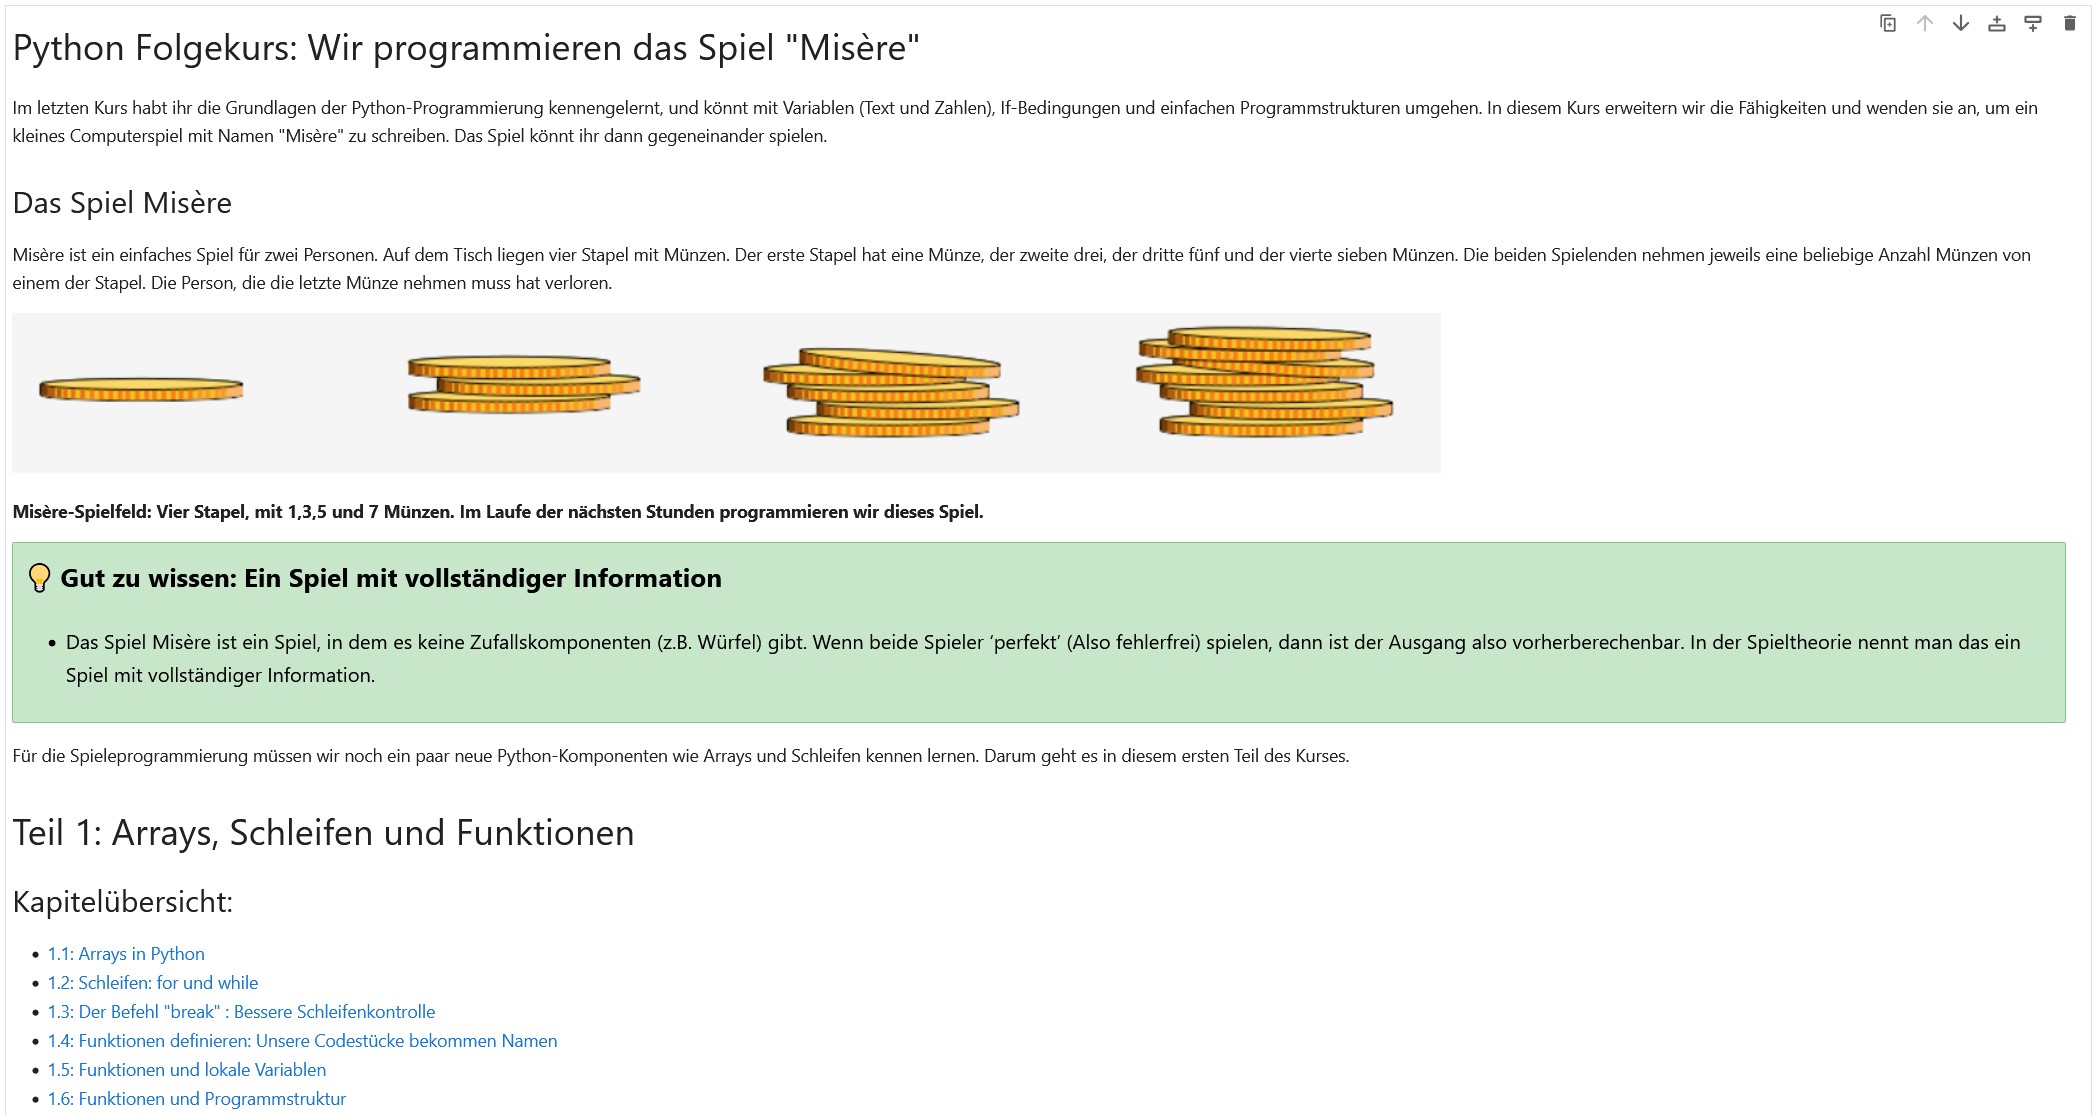 Python Folgekurs: Wir programmieren das Spiel "Misère"
Im letzten Kurs habt ihr die Grundlagen der Python-Programmierung kennengelernt, und könnt mit Variablen (Text und Zahlen), If-Bedingungen und einfachen Programmstrukturen umgehen. In diesem Kurs erweitern wir die Fähigkeiten und wenden sie an, um ein
kleines Computerspiel mit Namen "Misère" zu schreiben. Das Spiel könnt ihr dann gegeneinander spielen.
Das Spiel Misère
Misère ist ein einfaches Spiel für zwei Personen. Auf dem Tisch liegen vier Stapel mit Münzen. Der erste Stapel hat eine Münze, der zweite drei, der dritte fünf und der vierte sieben Münzen. Die beiden Spielenden nehmen jeweils eine beliebige Anzahl Münzen von
einem der Stapel. Die Person, die die letzte Münze nehmen muss hat verloren.
Misère-Spielfeld: Vier Stapel, mit 1,3,5 und 7 Münzen. Im Laufe der nächsten Stunden programmieren wir dieses Spiel.
Gut zu wissen: Ein Spiel mit vollständiger Information
• Das Spiel Misère ist ein Spiel, in dem es keine Zufallskomponenten (z.B. Würfel) gibt. Wenn beide Spieler ‘perfekt’ (Also fehlerfrei) spielen, dann ist der Ausgang also vorherberechenbar. In der Spieltheorie nennt man das ein
Spiel mit vollständiger Information.
Für die Spieleprogrammierung müssen wir noch ein paar neue Python-Komponenten wie Arrays und Schleifen kennen lernen. Darum geht es in diesem ersten Teil des Kurses.
Teil 1: Arrays, Schleifen und Funktionen
Kapitelübersicht:
• 1.1: Arrays in Python
• 1.2: Schleifen: for und while
• 1.3: Der Befehl "break" : Bessere Schleifenkontrolle
• 1.4: Funktionen definieren: Unsere Codestücke bekommen Namen
• 1.5: Funktionen und lokale Variablen
• 1.6: Funktionen und Programmstruktur